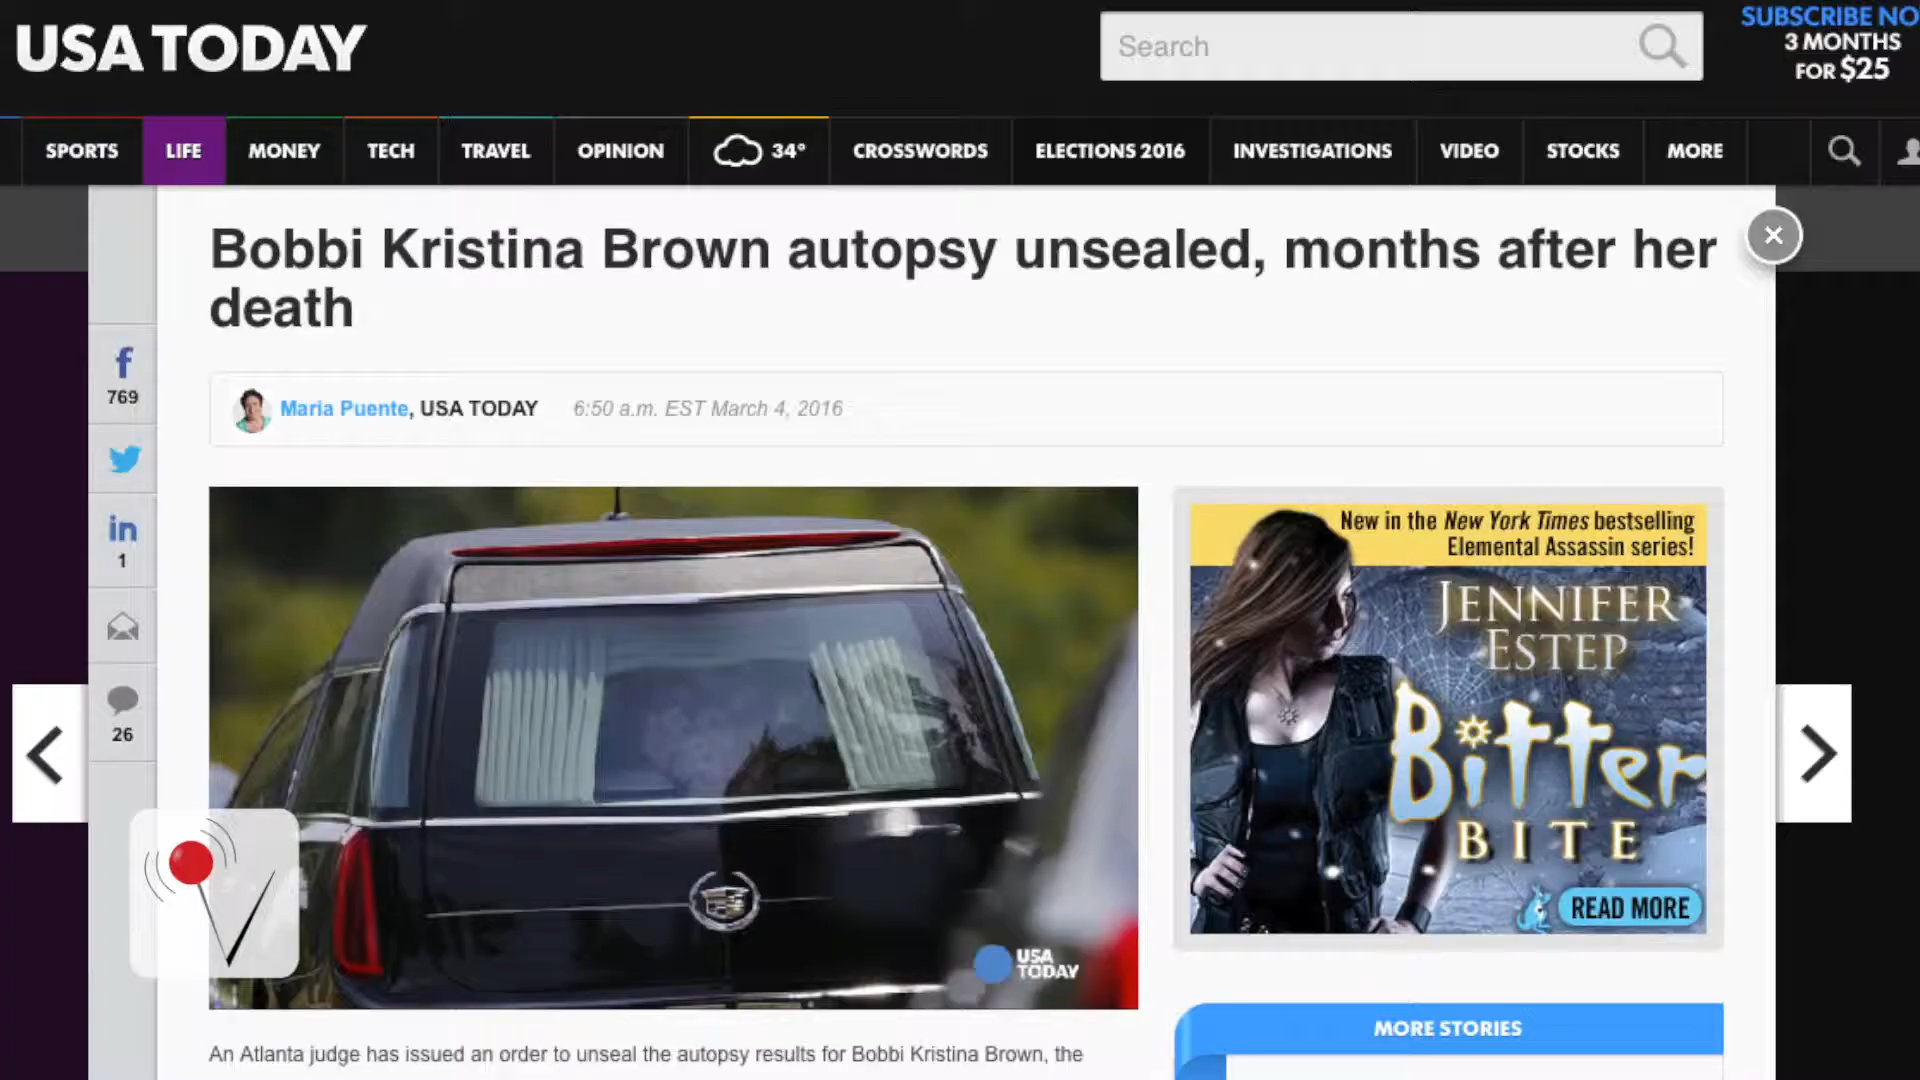 USA TODAY
Search
SUBSCRIBE NO
3 MONTHS
FOR $25
SPORTS
LIFE
MONEY
TECH
TRAVEL
OPINION
34°
CROSSWORDS
ELECTIONS 2016
INVESTIGATIONS
VIDEO
STOCKS
MORE
Bobbi Kristina Brown autopsy unsealed, months after her
death
f
769
in
1
26
Maria Puente, USA TODAY 6:50 a.m. EST March 4, 2016
USA
TODAY
New in the New York Times bestselling
Elemental Assassin series!
JENNIFER
ESTEP
Bitter
BITE
READ MORE
MORE STORIES
An Atlanta judge has issued an order to unseal the autopsy results for Bobbi Kristina Brown, the